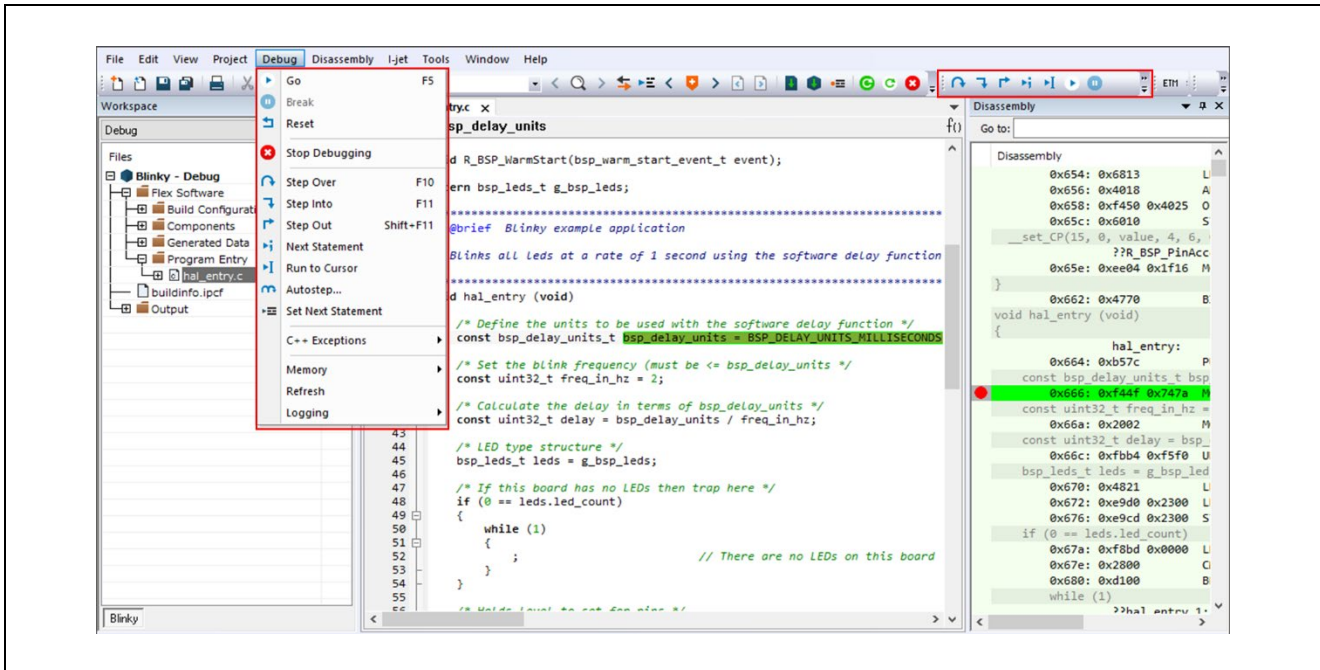 File Edit View Project Debug Disassembly I-jet Tools Window Help
ETM
Workspace
Debug
Files
Blinky - Debug
Flex Software
Build Configurati
Components
Generated Data
Program Entry
hal_entry.c
buildinfo.ipcf
Output
Blinky
Go F5
Break
Reset
Stop Debugging
Step Over F10
Step Into F11
Step Out Shift+F11
Next Statement
Run to Cursor
Autostep...
Set Next Statement
C++ Exceptions
Memory
Refresh
Logging
try.c x
sp_delay_units f()
d R_BSP_WarmStart(bsp_warm_start_event_t event);
ern bsp_leds_t g_bsp_leds;
*********************************************************************
@brief Blinky example application
Blinks all leds at a rate of 1 second using the software delay function
*********************************************************************
d hal_entry (void)
/* Define the units to be used with the software delay function */
const bsp_delay_units_t bsp_delay_units = BSP_DELAY_UNITS_MILLISECONDS
/* Set the blink frequency (must be <= bsp_delay_units */
const uint32_t freq_in_hz = 2;
/* Calculate the delay in terms of bsp_delay_units */
const uint32_t delay = bsp_delay_units / freq_in_hz;
43
44 /* LED type structure */
45 bsp_leds_t leds = g_bsp_leds;
46
47 /* If this board has no LEDs then trap here */
48 if (0 == leds.led_count)
49 {
50 while (1)
51 {
52 ; // There are no LEDs on this board
53 }
54 }
55
56 /* Holds level to set for pins */
Disassembly
Go to:
Disassembly
0x654: 0x6813 L
0x656: 0x4018 A
0x658: 0xf450 0x4025 O
0x65c: 0x6010 S
__set_CP(15, 0, value, 4, 6,
??R_BSP_PinAcc
0x65e: 0xee04 0x1f16 M
}
0x662: 0x4770 B
void hal_entry (void)
{
hal_entry:
0x664: 0xb57c P
const bsp_delay_units_t bsp
0x666: 0xf44f 0x747a M
const uint32_t freq_in_hz =
0x66a: 0x2002 M
const uint32_t delay = bsp_
0x66c: 0xfbb4 0xf5f0 U
bsp_leds_t leds = g_bsp_led
0x670: 0x4821 L
0x672: 0xe9d0 0x2300 L
0x676: 0xe9cd 0x2300 S
if (0 == leds.led_count)
0x67a: 0xf8bd 0x0000 L
0x67e: 0x2800 C
0x680: 0xd100 B
while (1)
??hal_entry_1: